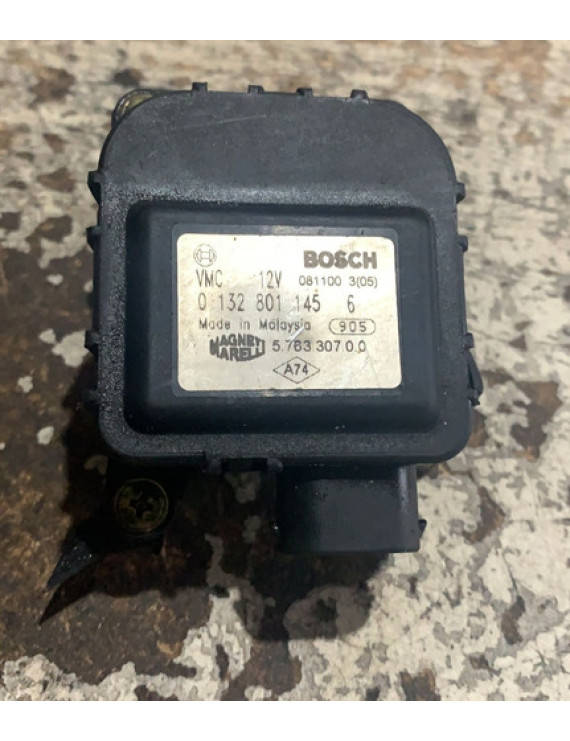 BOSCH
VMC 12V 081100 3(05)
0 132 801 145 6
Made in Malaysia 905
MAGNETI MARELLI 5.763 307 0.0
A74